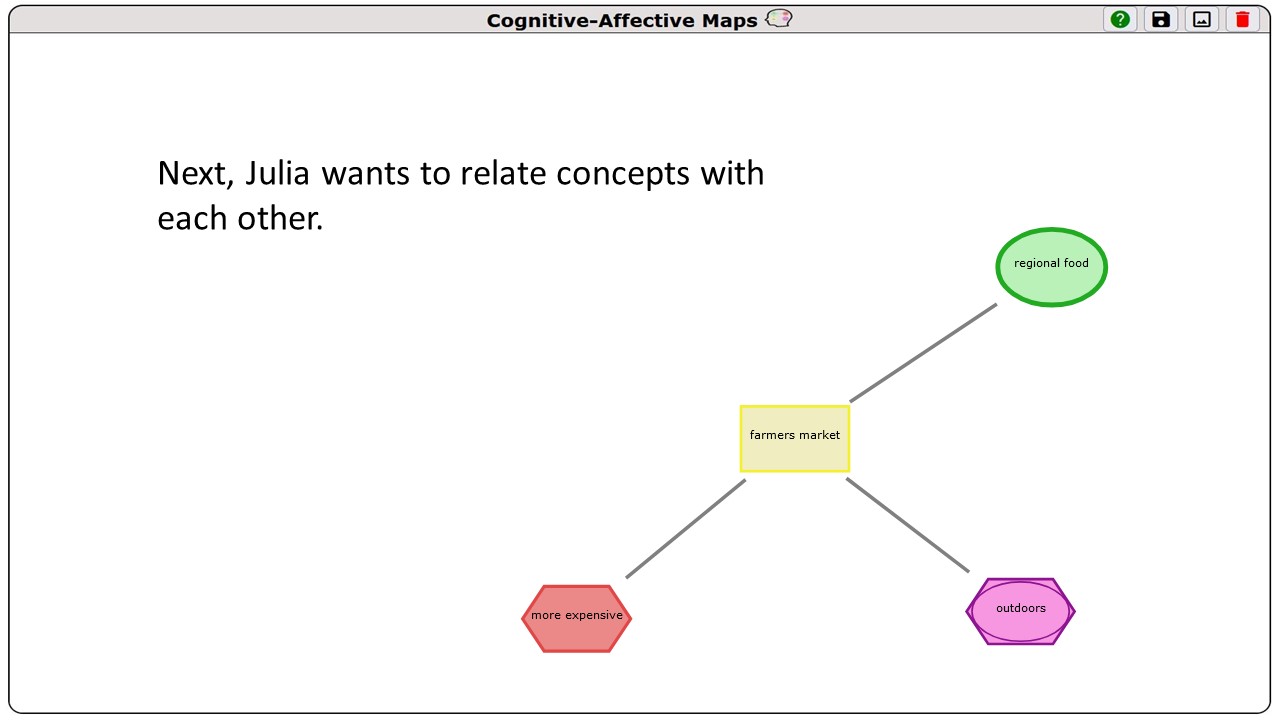 Cognitive-Affective Maps
Next, Julia wants to relate concepts with
each other.
regional food
farmers market
more expensive
outdoors